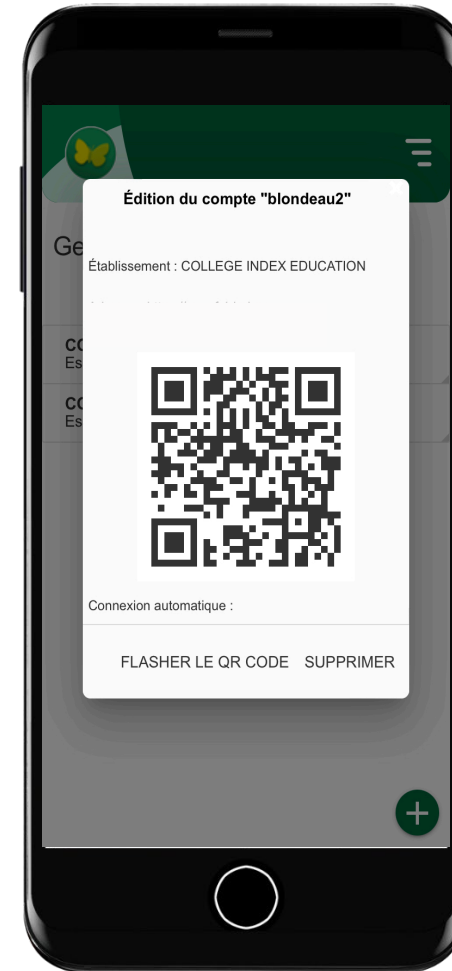 Édition du compte "blondeau2"
Ge
Établissement : COLLEGE INDEX EDUCATION
CO
Es
CO
Es
Connexion automatique :
FLASHER LE QR CODE SUPPRIMER